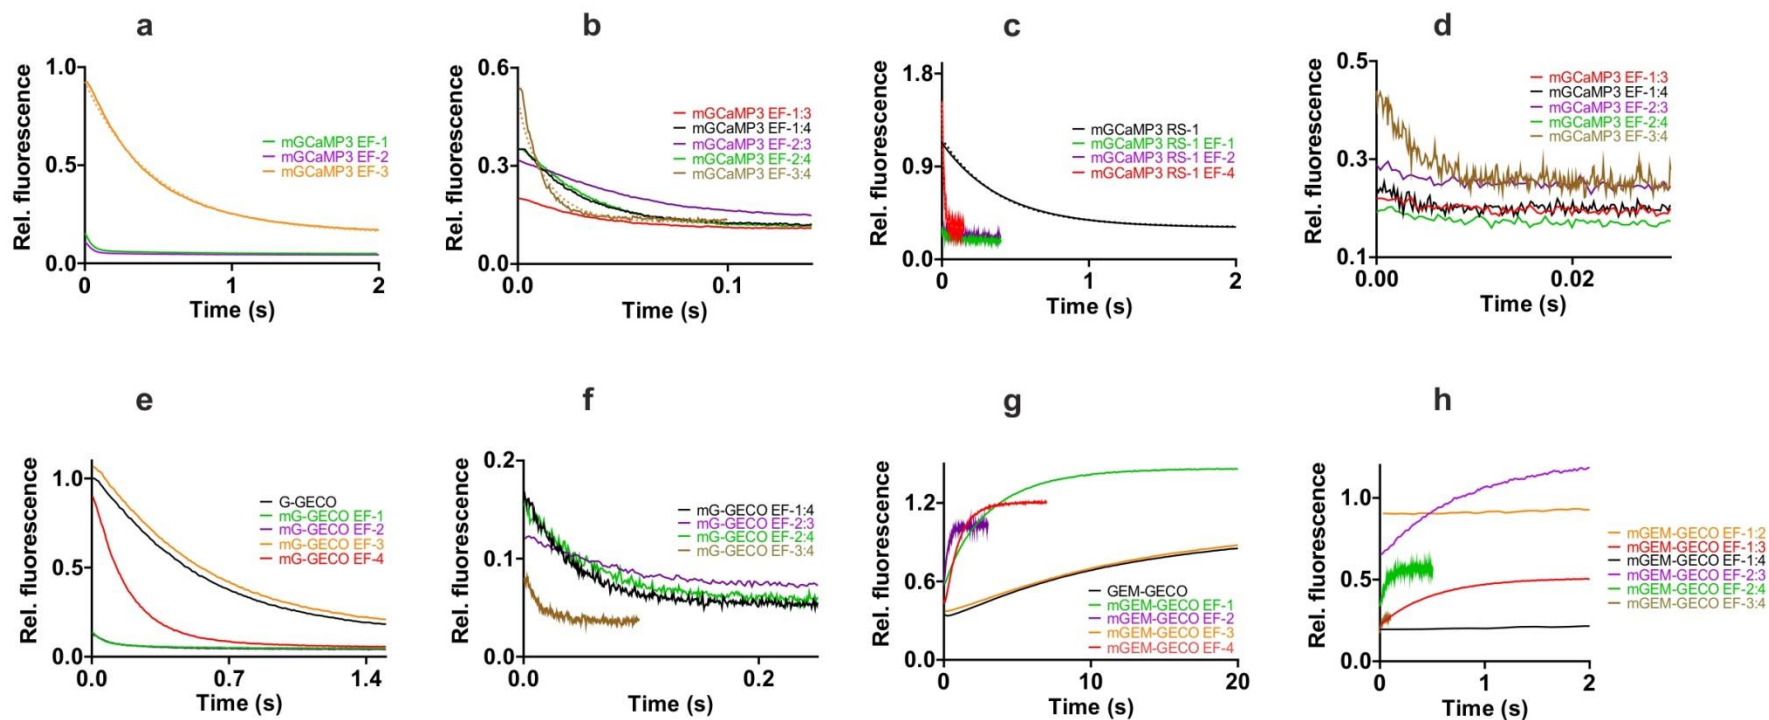 a
Rel. fluorescence
1.0
0.5
0.0
0
1
2
Time (s)
mGCaMP3 EF-1
mGCaMP3 EF-2
mGCaMP3 EF-3
b
Rel. fluorescence
0.6
0.3
0.0
0.0
0.1
Time (s)
mGCaMP3 EF-1:3
mGCaMP3 EF-1:4
mGCaMP3 EF-2:3
mGCaMP3 EF-2:4
mGCaMP3 EF-3:4
c
Rel. fluorescence
1.8
0.9
0.0
0
1
2
Time (s)
mGCaMP3 RS-1
mGCaMP3 RS-1 EF-1
mGCaMP3 RS-1 EF-2
mGCaMP3 RS-1 EF-4
d
Rel. fluorescence
0.5
0.3
0.1
0.00
0.02
Time (s)
mGCaMP3 EF-1:3
mGCaMP3 EF-1:4
mGCaMP3 EF-2:3
mGCaMP3 EF-2:4
mGCaMP3 EF-3:4
e
Rel. fluorescence
1.0
0.5
0.0
0.0
0.7
1.4
Time (s)
G-GECO
mG-GECO EF-1
mG-GECO EF-2
mG-GECO EF-3
mG-GECO EF-4
f
Rel. fluorescence
0.2
0.1
0.0
0.0
0.2
Time (s)
mG-GECO EF-1:4
mG-GECO EF-2:3
mG-GECO EF-2:4
mG-GECO EF-3:4
g
Rel. fluorescence
1.2
0.6
0.0
0
10
20
Time (s)
GEM-GECO
mGEM-GECO EF-1
mGEM-GECO EF-2
mGEM-GECO EF-3
mGEM-GECO EF-4
h
Rel. fluorescence
1.0
0.5
0.0
0
1
2
Time (s)
mGEM-GECO EF-1:2
mGEM-GECO EF-1:3
mGEM-GECO EF-1:4
mGEM-GECO EF-2:3
mGEM-GECO EF-2:4
mGEM-GECO EF-3:4